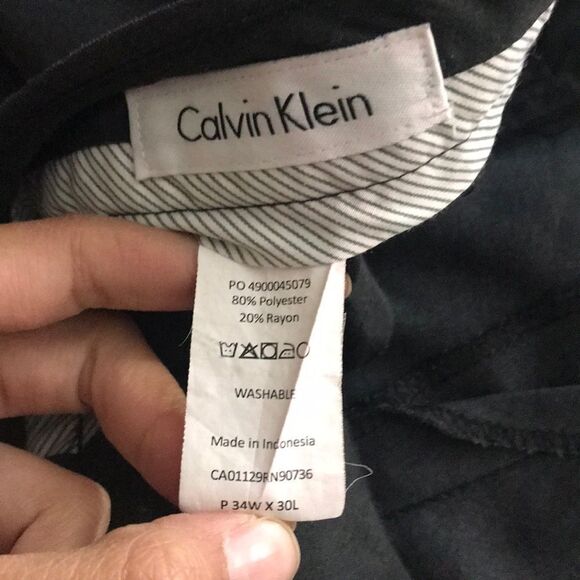 Calvin Klein
PO 4900045079
80% Polyester
20% Rayon
WASHABLE
Made in Indonesia
CA01129RN90736
P 34W X 30L